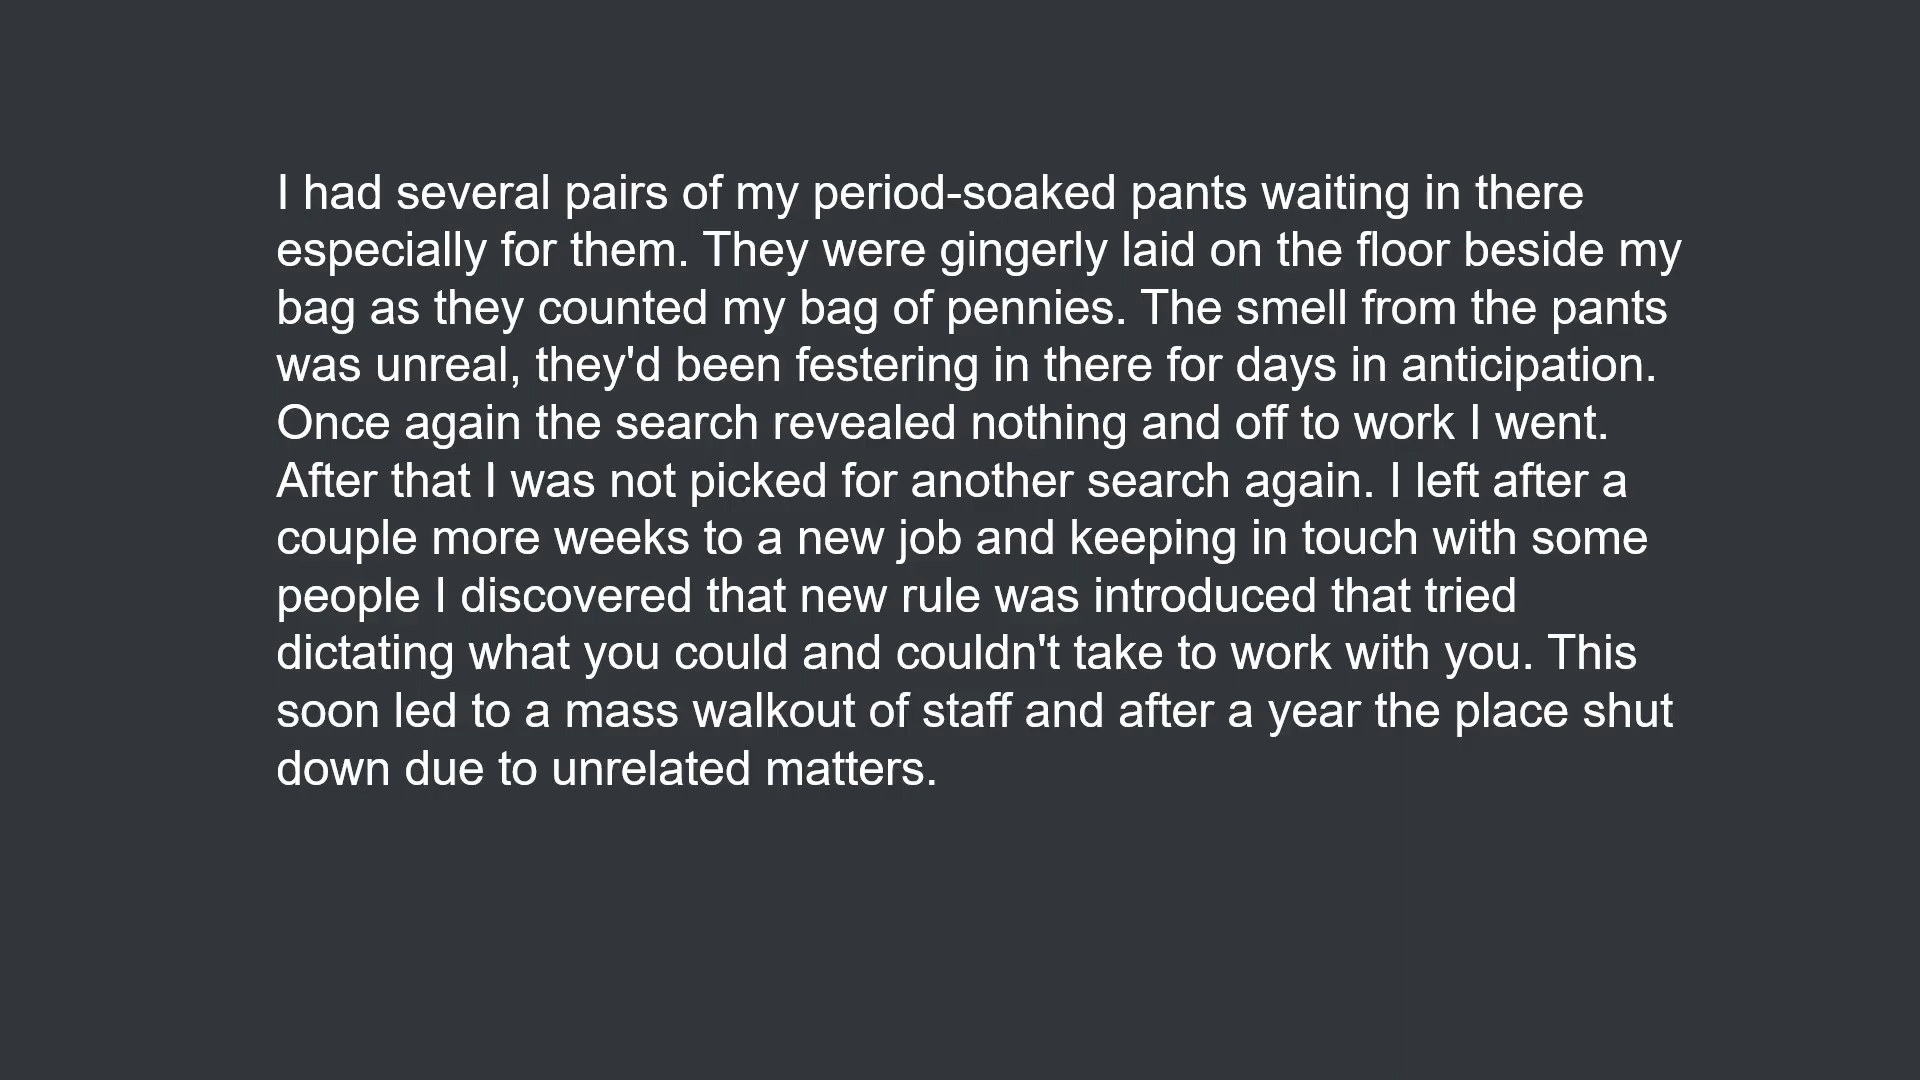 I had several pairs of my period-soaked pants waiting in there
especially for them. They were gingerly laid on the floor beside my
bag as they counted my bag of pennies. The smell from the pants
was unreal, they'd been festering in there for days in anticipation.
Once again the search revealed nothing and off to work I went.
After that I was not picked for another search again. I left after a
couple more weeks to a new job and keeping in touch with some
people I discovered that new rule was introduced that tried
dictating what you could and couldn't take to work with you. This
soon led to a mass walkout of staff and after a year the place shut
down due to unrelated matters.